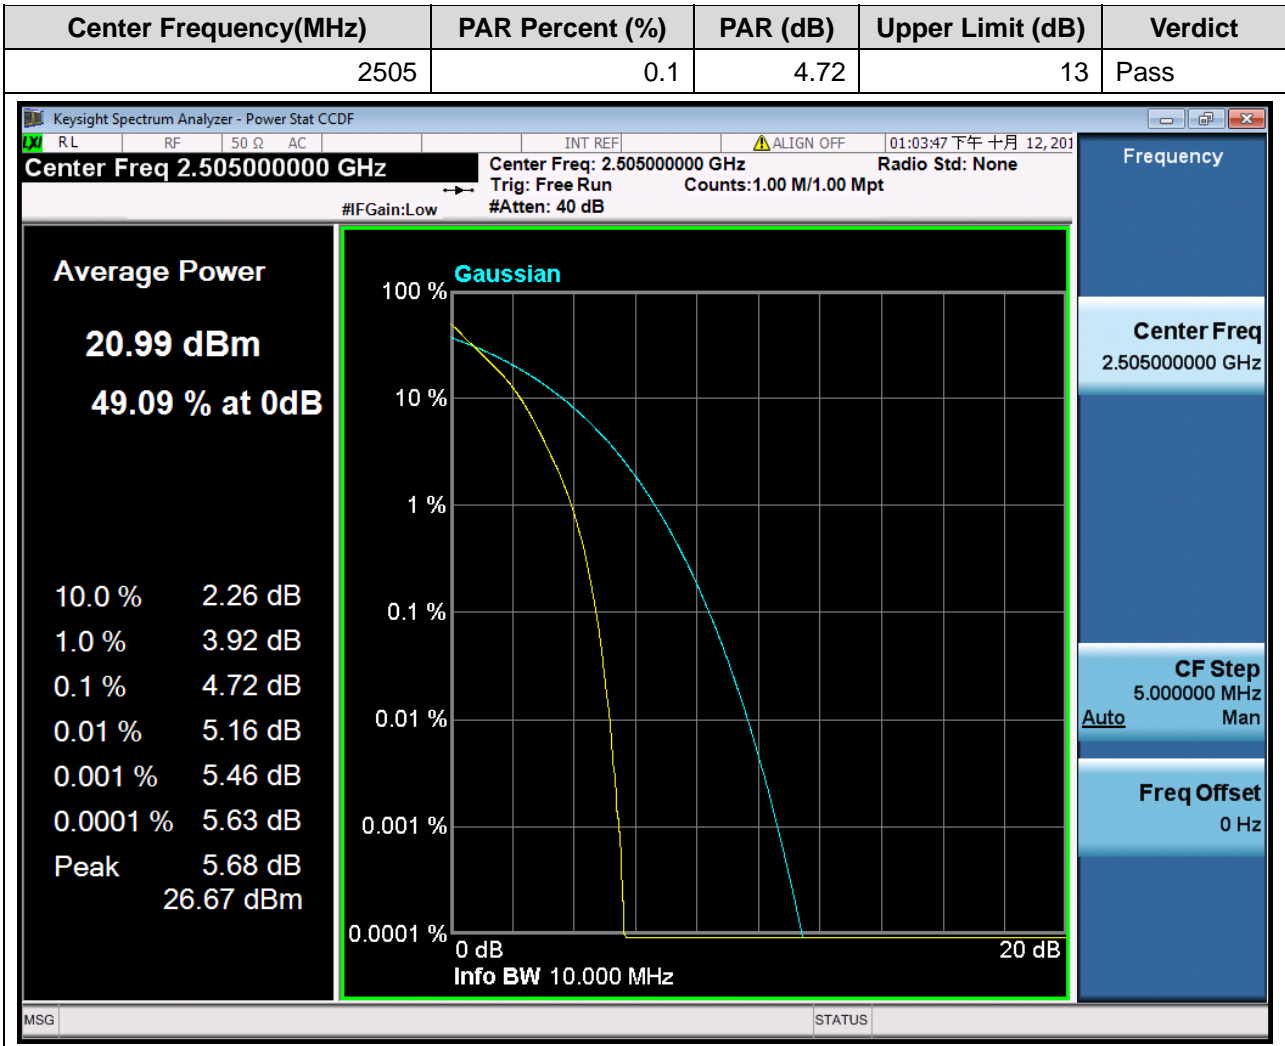 Center Frequency(MHz) PAR Percent (%) PAR (dB) Upper Limit (dB) Verdict
2505 0.1 4.72 13 Pass
Keysight Spectrum Analyzer - Power Stat CCDF
LXI RL RF 50 Ω AC INT REF ALIGN OFF 01:03:47 下午 十月 12, 201
Center Freq 2.505000000 GHz
Center Freq: 2.505000000 GHz Radio Std: None
Trig: Free Run Counts:1.00 M/1.00 Mpt
#IFGain:Low #Atten: 40 dB
Average Power
20.99 dBm
49.09 % at 0dB
10.0 % 2.26 dB
1.0 % 3.92 dB
0.1 % 4.72 dB
0.01 % 5.16 dB
0.001 % 5.46 dB
0.0001 % 5.63 dB
Peak 5.68 dB
26.67 dBm
Gaussian
100 %
10 %
1 %
0.1 %
0.01 %
0.001 %
0.0001 %
0 dB 20 dB
Info BW 10.000 MHz
Frequency
Center Freq
2.505000000 GHz
CF Step
5.000000 MHz
Auto Man
Freq Offset
0 Hz
MSG STATUS